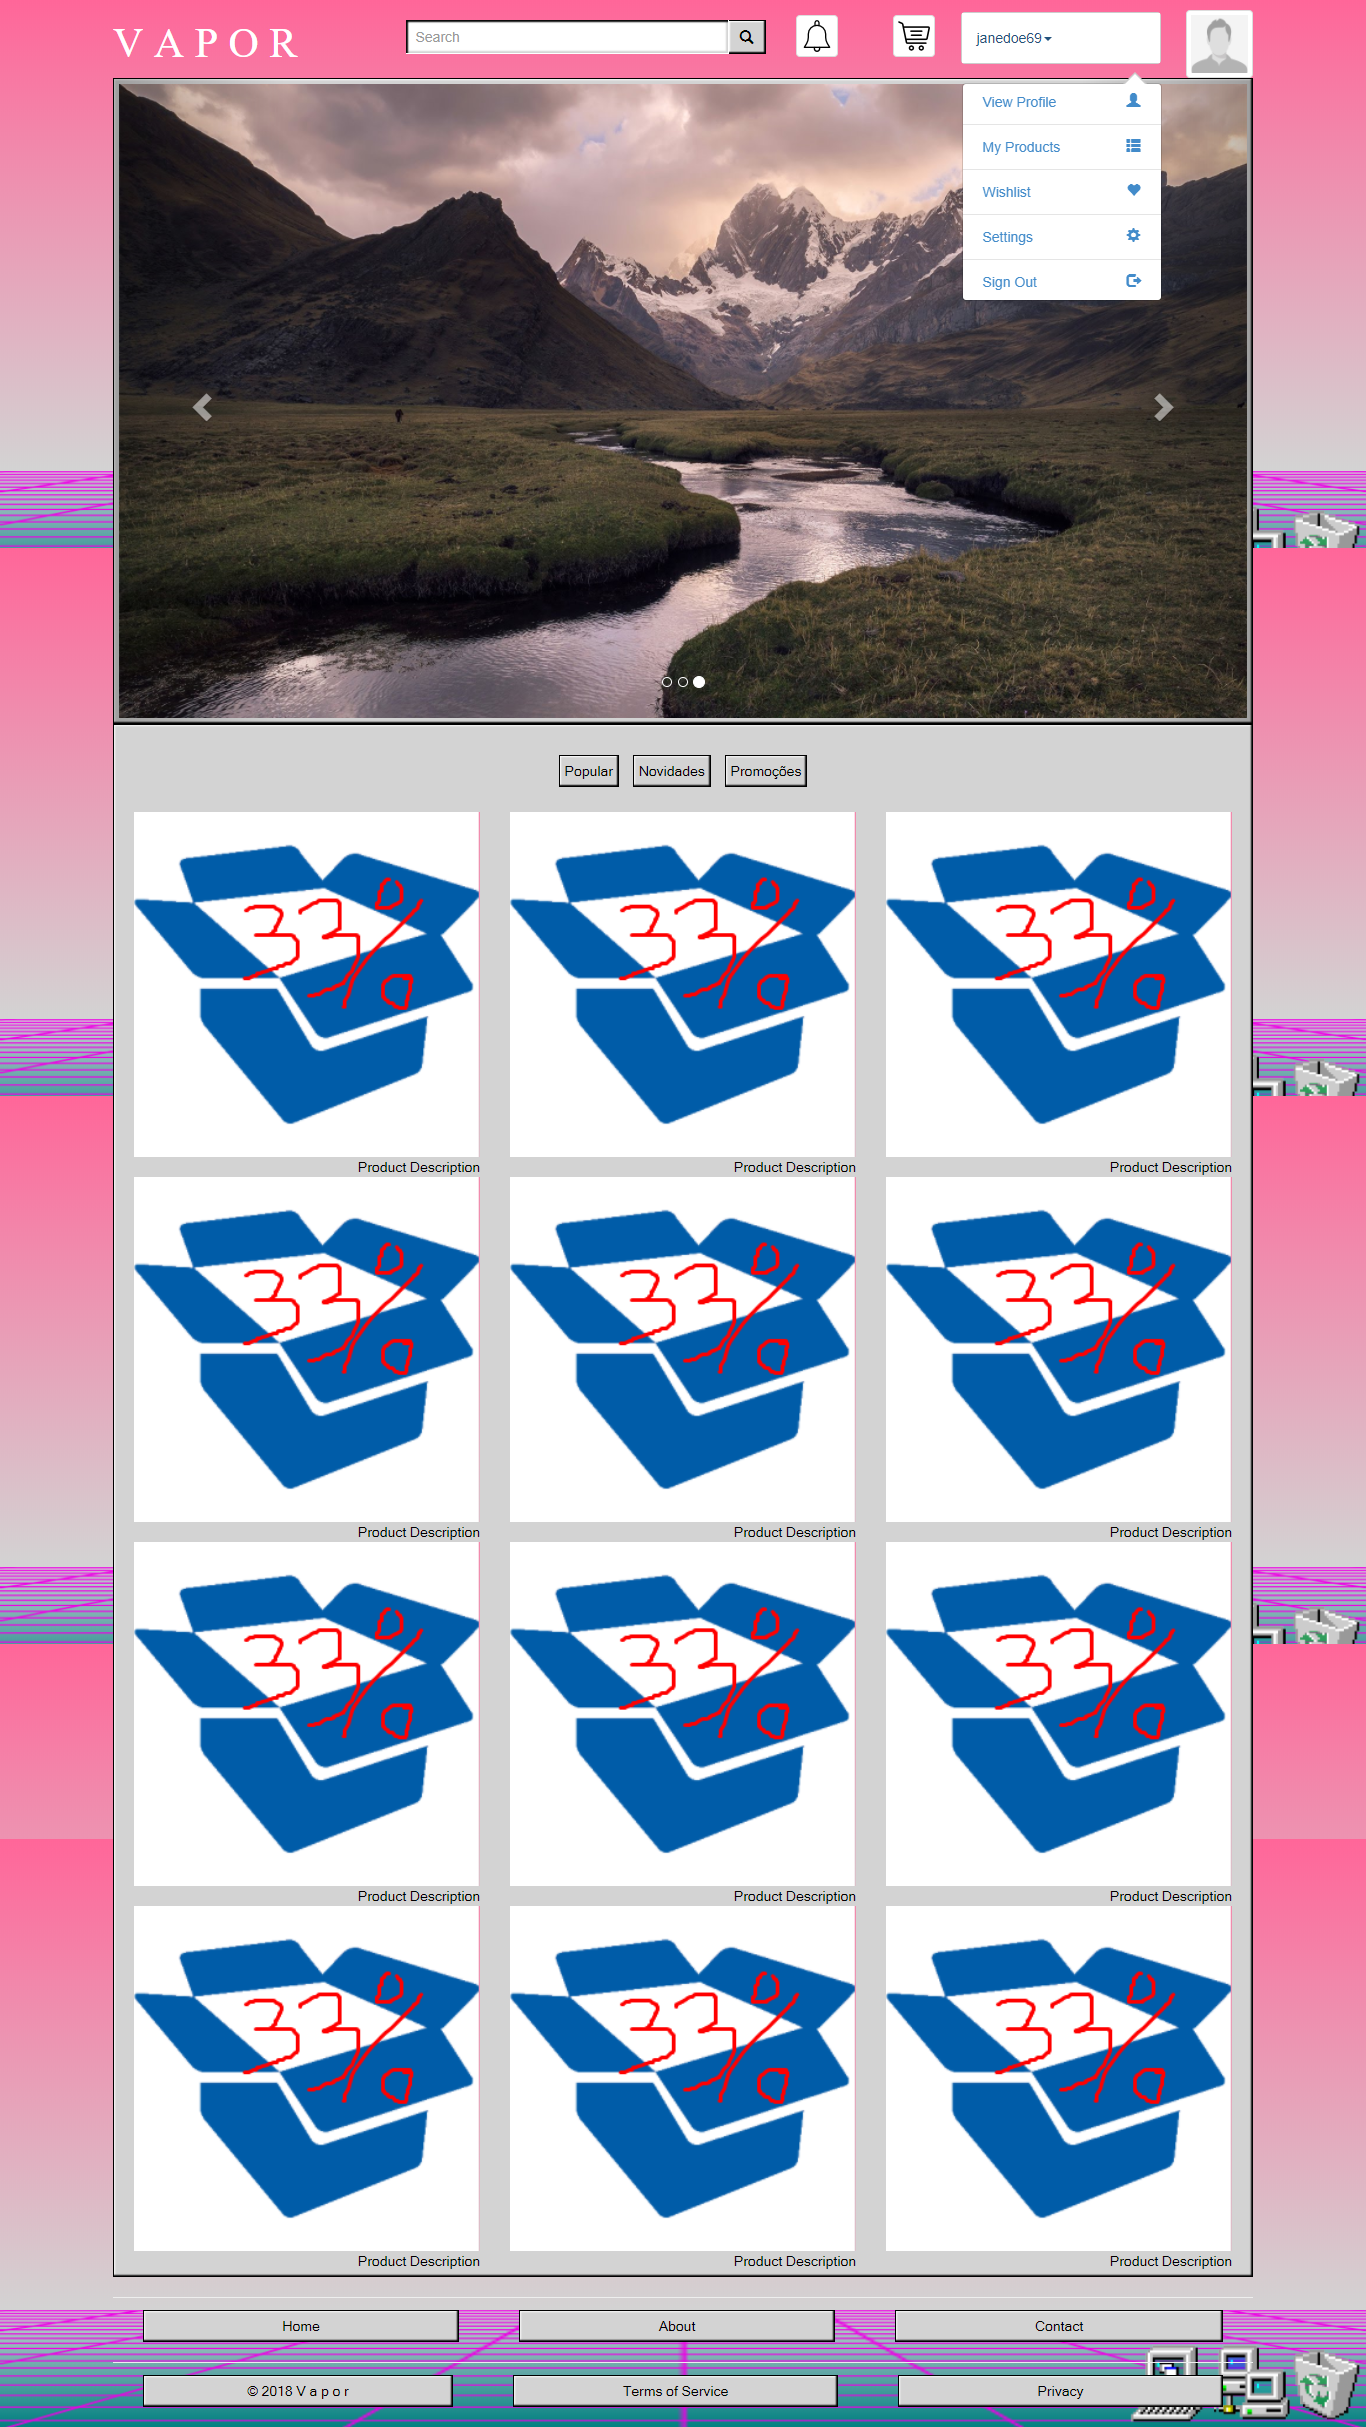 V A P O R
Search
janedoe69
View Profile
My Products
Wishlist
Settings
Sign Out
Popular Novidades Promoções
33%
33%
33%
Product Description
Product Description
Product Description
33%
33%
33%
Product Description
Product Description
Product Description
33%
33%
33%
Product Description
Product Description
Product Description
33%
33%
33%
Product Description
Product Description
Product Description
Home
About
Contact
© 2018 V a p o r
Terms of Service
Privacy